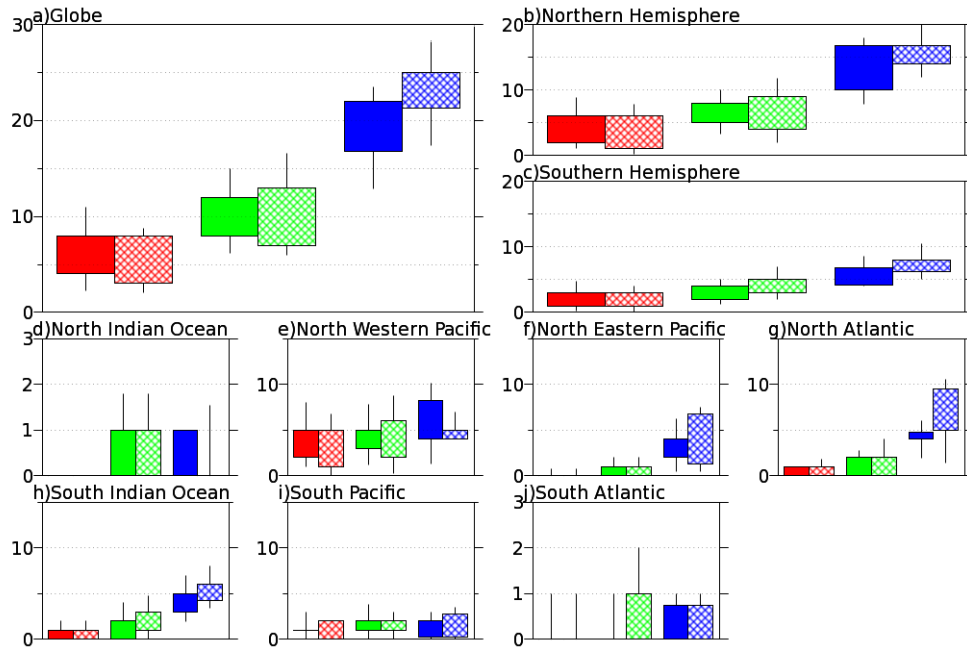 a)Globe
30
20
10
0
b)Northern Hemisphere
20
10
0
c)Southern Hemisphere
20
10
0
d)North Indian Ocean
3
2
1
0
e)North Western Pacific
10
0
f)North Eastern Pacific
10
0
g)North Atlantic
10
0
h)South Indian Ocean
10
0
i)South Pacific
10
0
j)South Atlantic
3
2
1
0